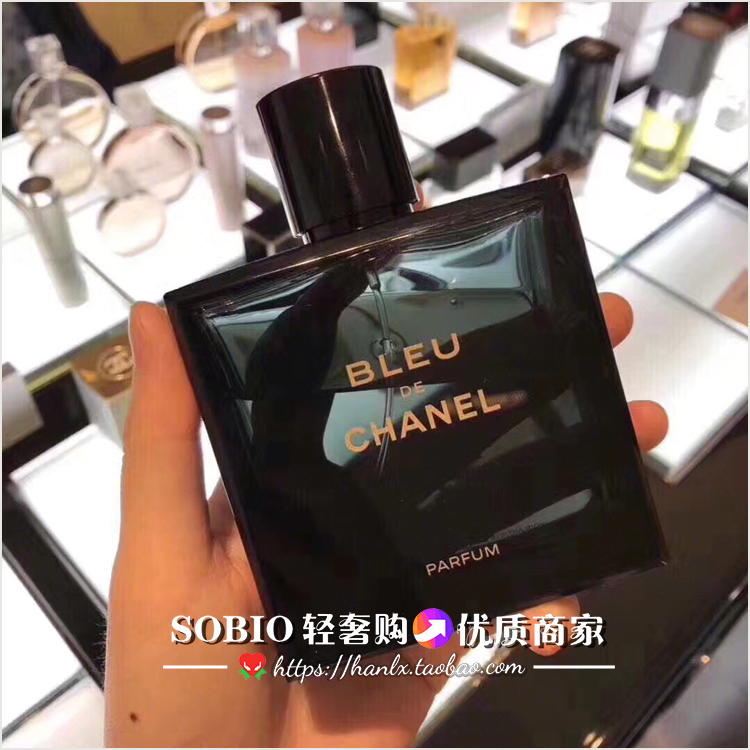 BLEU
DE
CHANEL
PARFUM
SOBIO 轻奢购 优质商家
https://hanlx.taobao.com